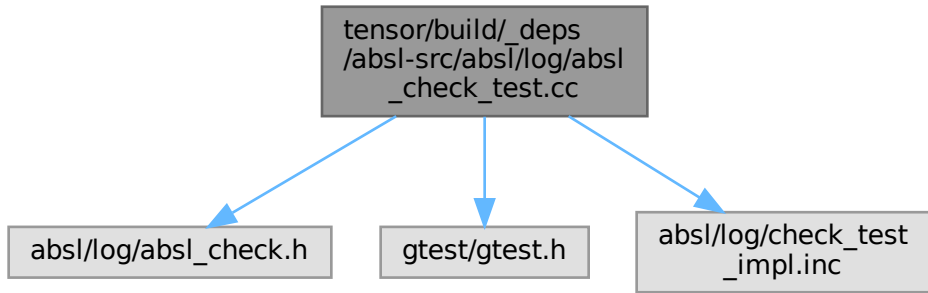 tensor/build/_deps
/absl-src/absl/log/absl
_check_test.cc
absl/log/absl_check.h
gtest/gtest.h
absl/log/check_test
_impl.inc